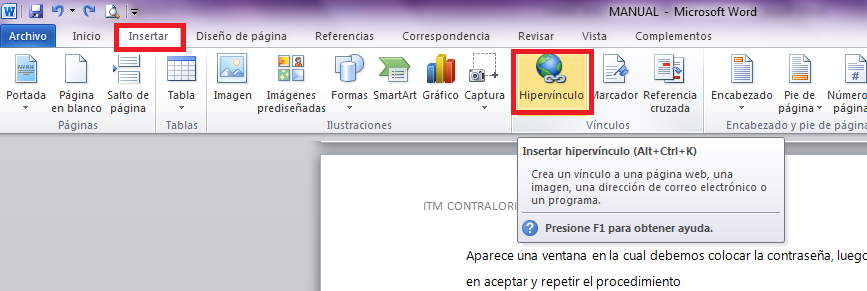 MANUAL - Microsoft Word
Archivo Inicio Insertar Diseño de página Referencias Correspondencia Revisar Vista Complementos
Portada Página en blanco Salto de página
Páginas
Tabla
Tablas
Imagen Imágenes prediseñadas Formas SmartArt Gráfico Captura
Ilustraciones
Hipervínculo Marcador Referencia cruzada
Vínculos
Encabezado Pie de página Número página
Encabezado y pie de página
Insertar hipervínculo (Alt+Ctrl+K)
Crea un vínculo a una página web, una
imagen, una dirección de correo electrónico o
un programa.
Presione F1 para obtener ayuda.
ITM CONTRALORI
Aparece una ventana en la cual debemos colocar la contraseña, luego
en aceptar y repetir el procedimiento